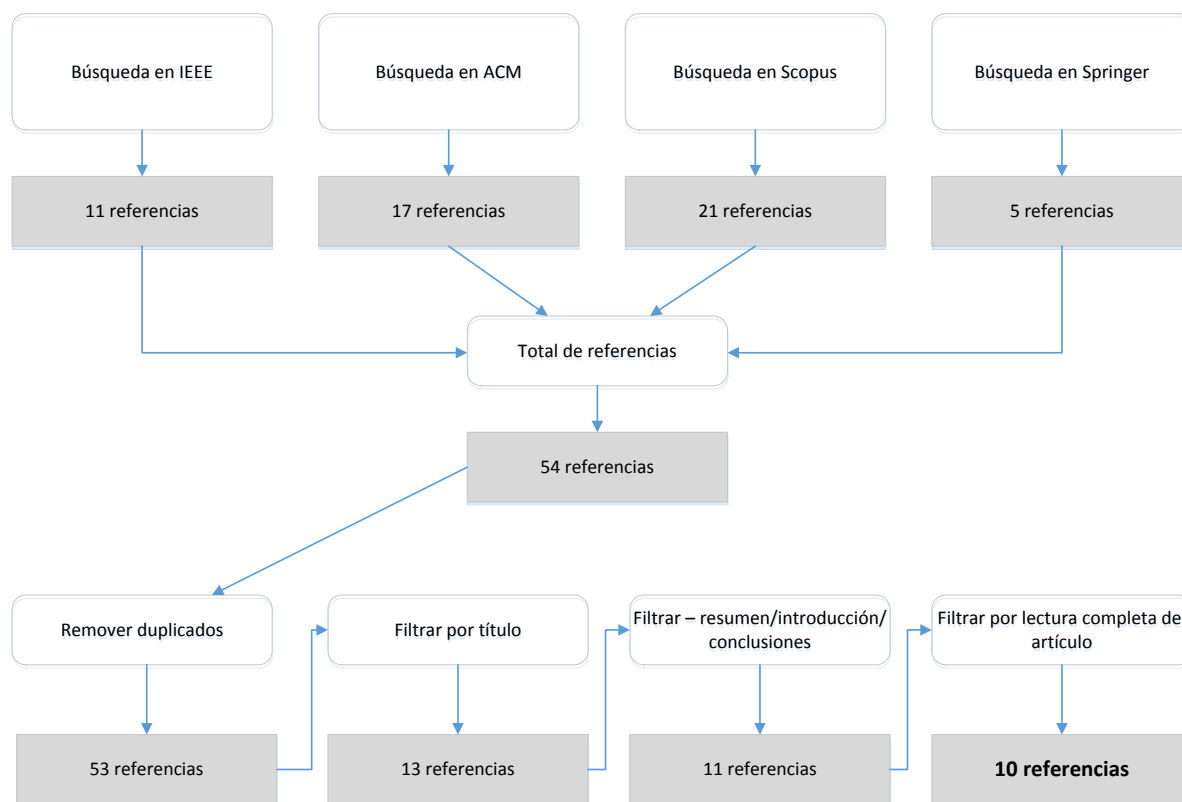 Búsqueda en IEEE
Búsqueda en ACM
Búsqueda en Scopus
Búsqueda en Springer
11 referencias
17 referencias
21 referencias
5 referencias
Total de referencias
54 referencias
Remover duplicados
Filtrar por título
Filtrar – resumen/introducción/
conclusiones
Filtrar por lectura completa de
artículo
53 referencias
13 referencias
11 referencias
10 referencias